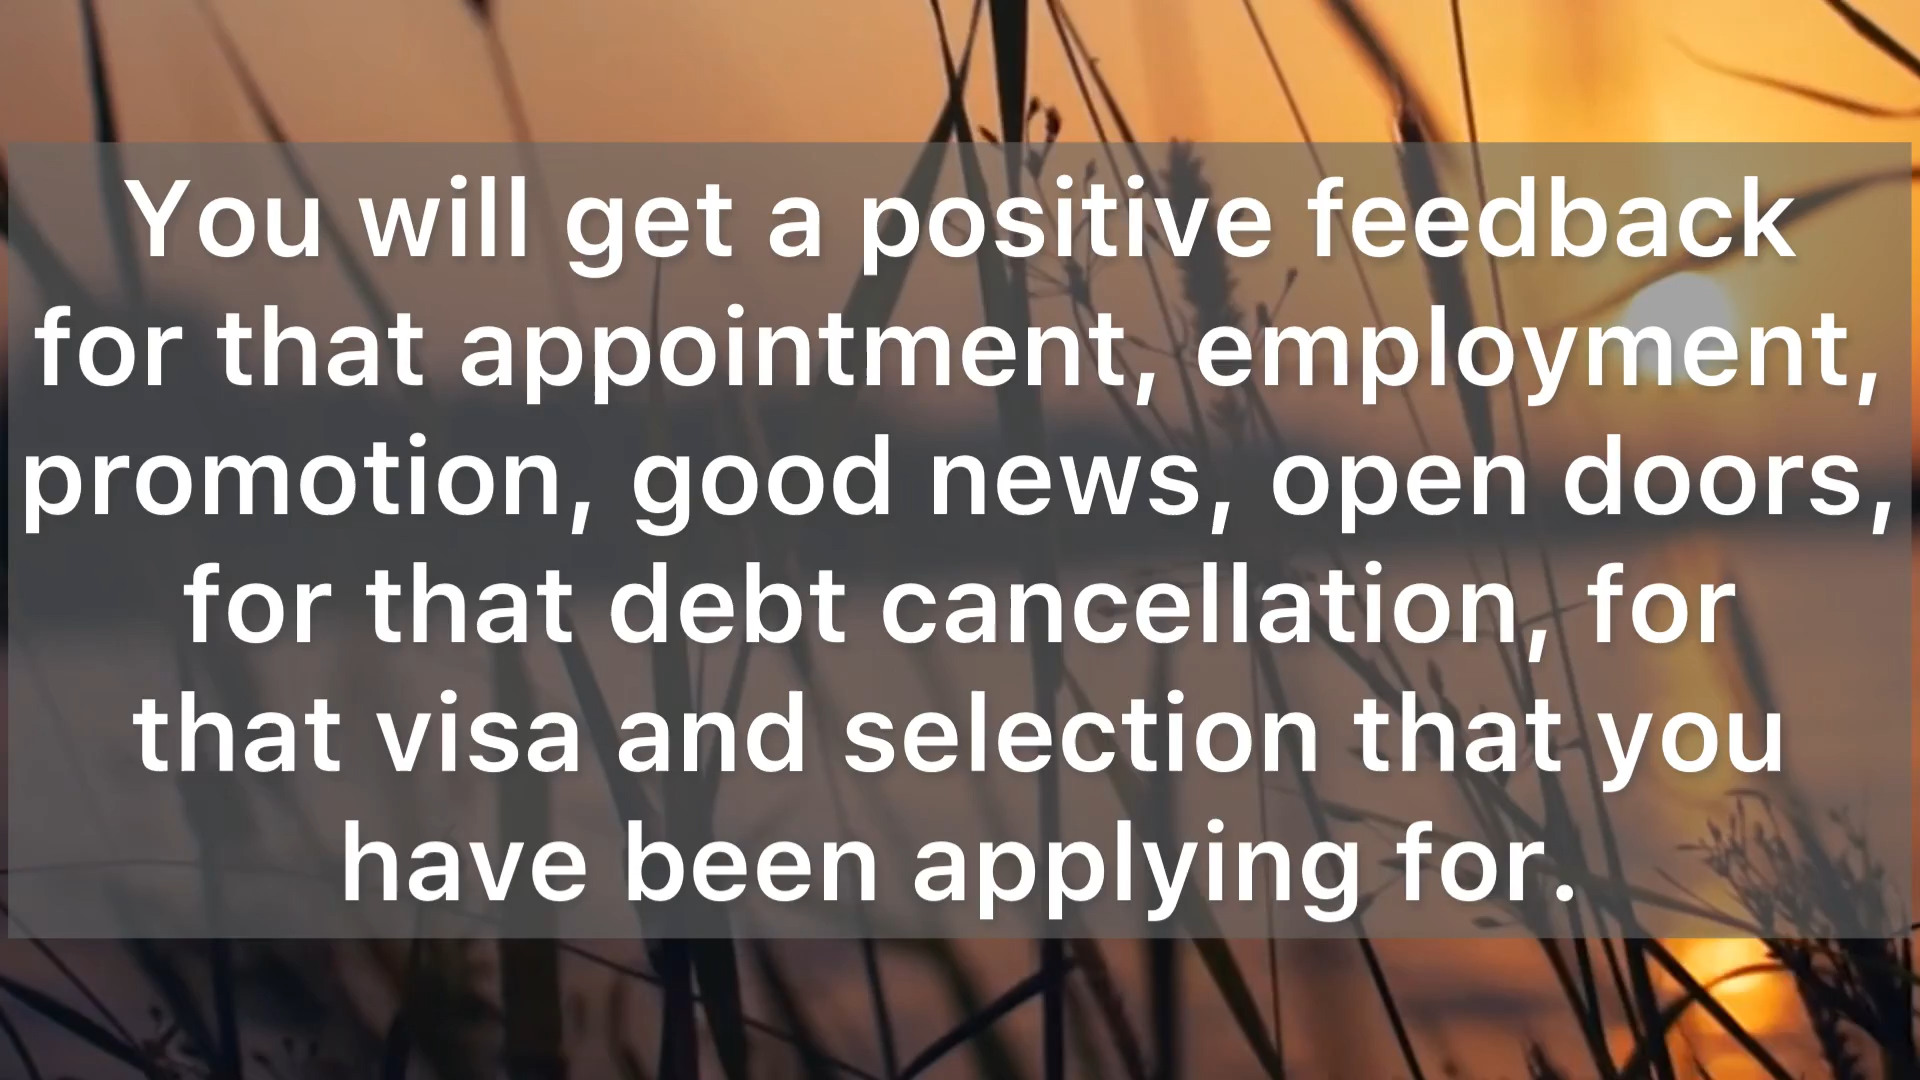 You will get a positive feedback
for that appointment, employment,
promotion, good news, open doors,
for that debt cancellation, for
that visa and selection that you
have been applying for.